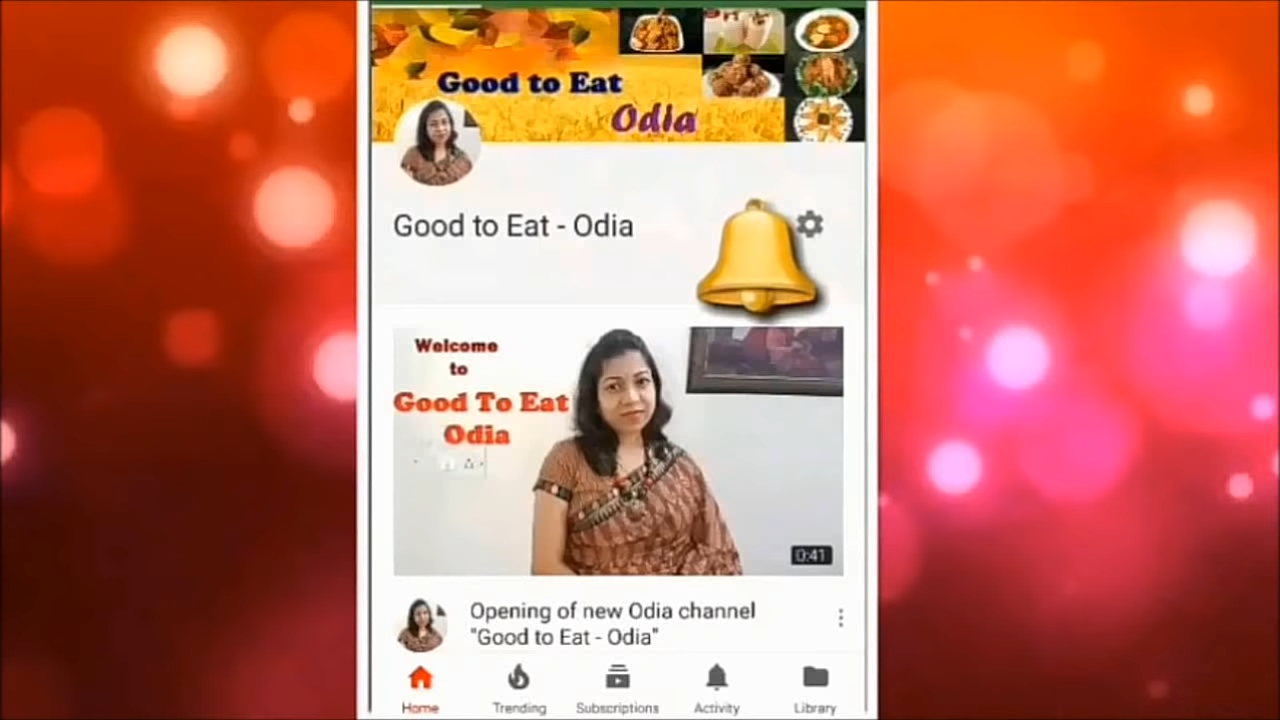 Good to Eat
Odia
Good to Eat - Odia
Welcome
to
Good To Eat
Odia
0:41
Opening of new Odia channel
"Good to Eat - Odia"
Home
Trending
Subscriptions
Activity
Library